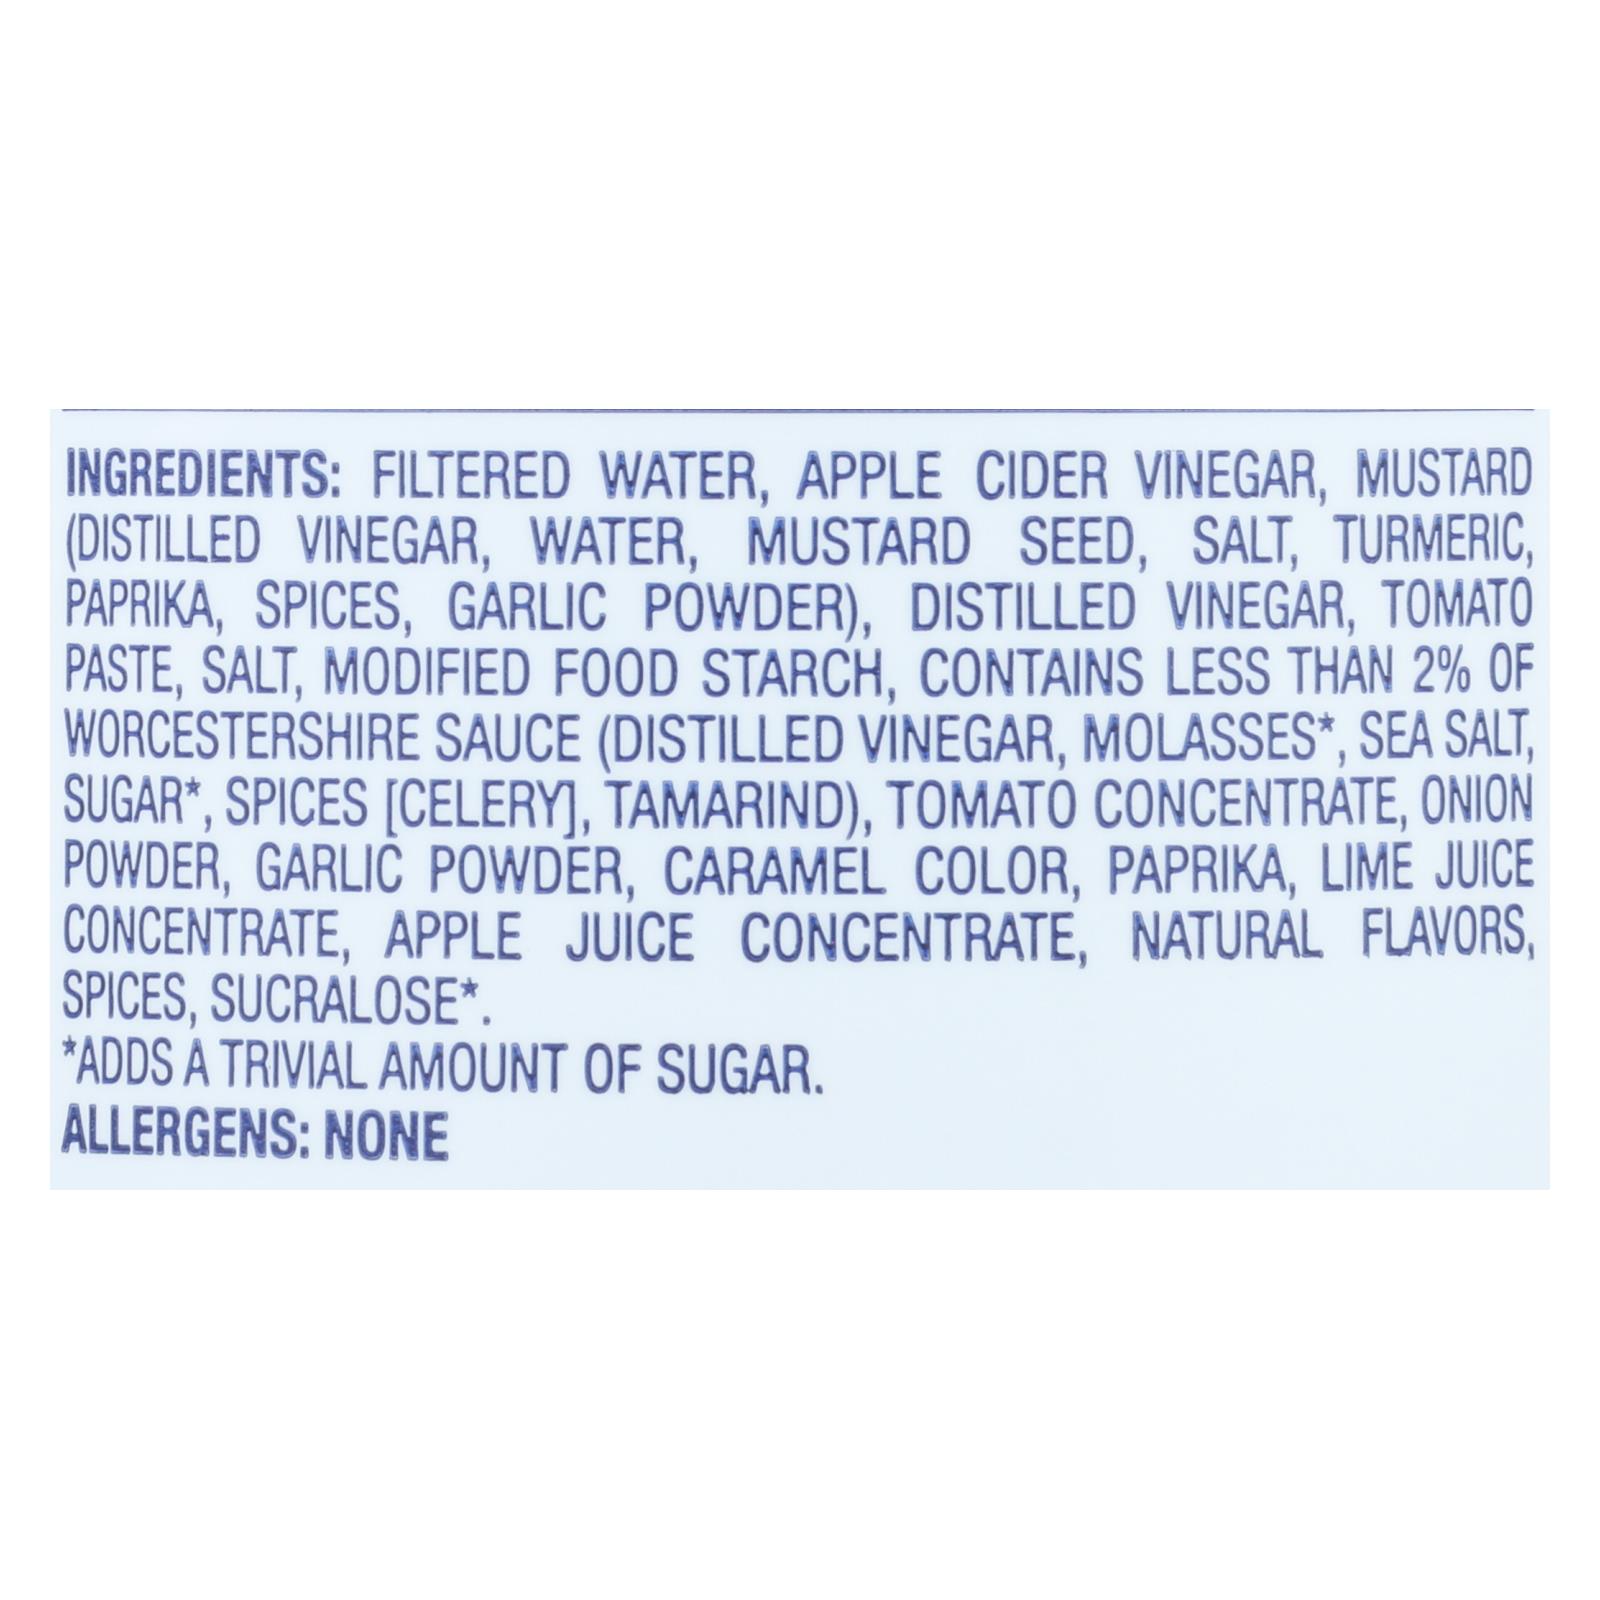 INGREDIENTS: FILTERED WATER, APPLE CIDER VINEGAR, MUSTARD
(DISTILLED VINEGAR, WATER, MUSTARD SEED, SALT, TURMERIC,
PAPRIKA, SPICES, GARLIC POWDER), DISTILLED VINEGAR, TOMATO
PASTE, SALT, MODIFIED FOOD STARCH, CONTAINS LESS THAN 2% OF
WORCESTERSHIRE SAUCE (DISTILLED VINEGAR, MOLASSES*, SEA SALT,
SUGAR*, SPICES [CELERY], TAMARIND), TOMATO CONCENTRATE, ONION
POWDER, GARLIC POWDER, CARAMEL COLOR, PAPRIKA, LIME JUICE
CONCENTRATE, APPLE JUICE CONCENTRATE, NATURAL FLAVORS,
SPICES, SUCRALOSE*.
*ADDS A TRIVIAL AMOUNT OF SUGAR.
ALLERGENS: NONE